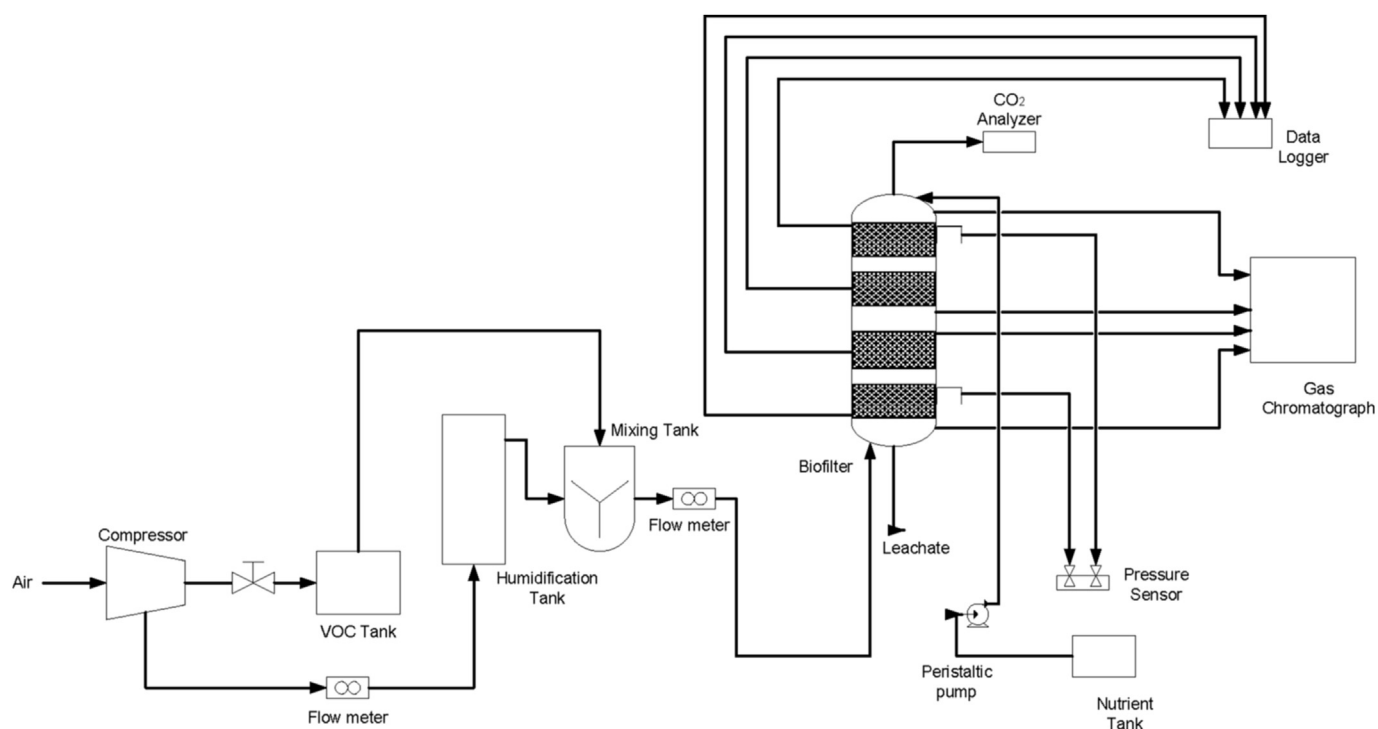 CO₂
Analyzer
Data
Logger
Gas
Chromatograph
Mixing Tank
Biofilter
Flow meter
Compressor
Leachate
Air
Humidification
Tank
Pressure
Sensor
VOC Tank
Peristaltic
pump
Nutrient
Tank
Flow meter